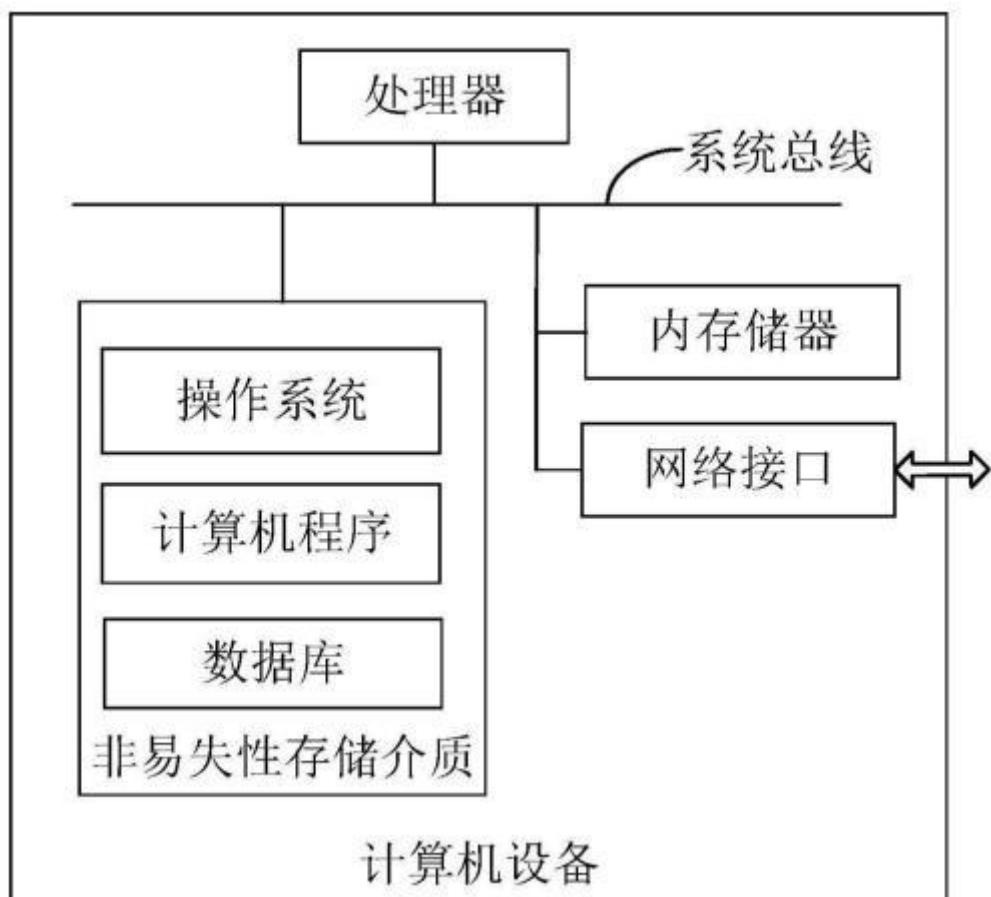 处理器
系统总线
内存储器
操作系统
网络接口
计算机程序
数据库
非易失性存储介质
计算机设备